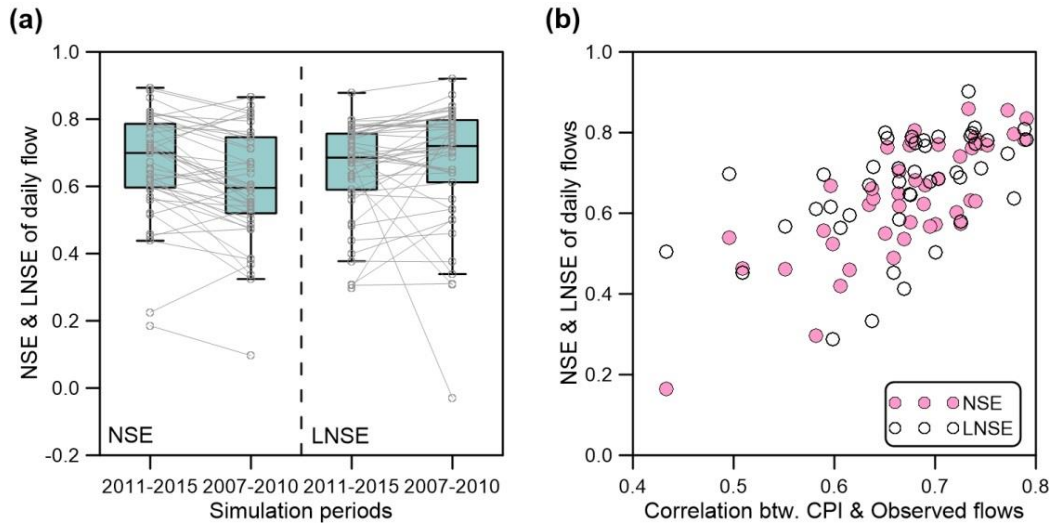 (a)
NSE & LNSE of daily flow
1.0
0.8
0.6
0.4
0.2
0.0
-0.2
NSE
LNSE
2011-2015 2007-2010 2011-2015 2007-2010
Simulation periods
(b)
NSE & LNSE of daily flows
1.0
0.8
0.6
0.4
0.2
0.0
NSE
LNSE
0.4 0.5 0.6 0.7 0.8
Correlation btw. CPI & Observed flows